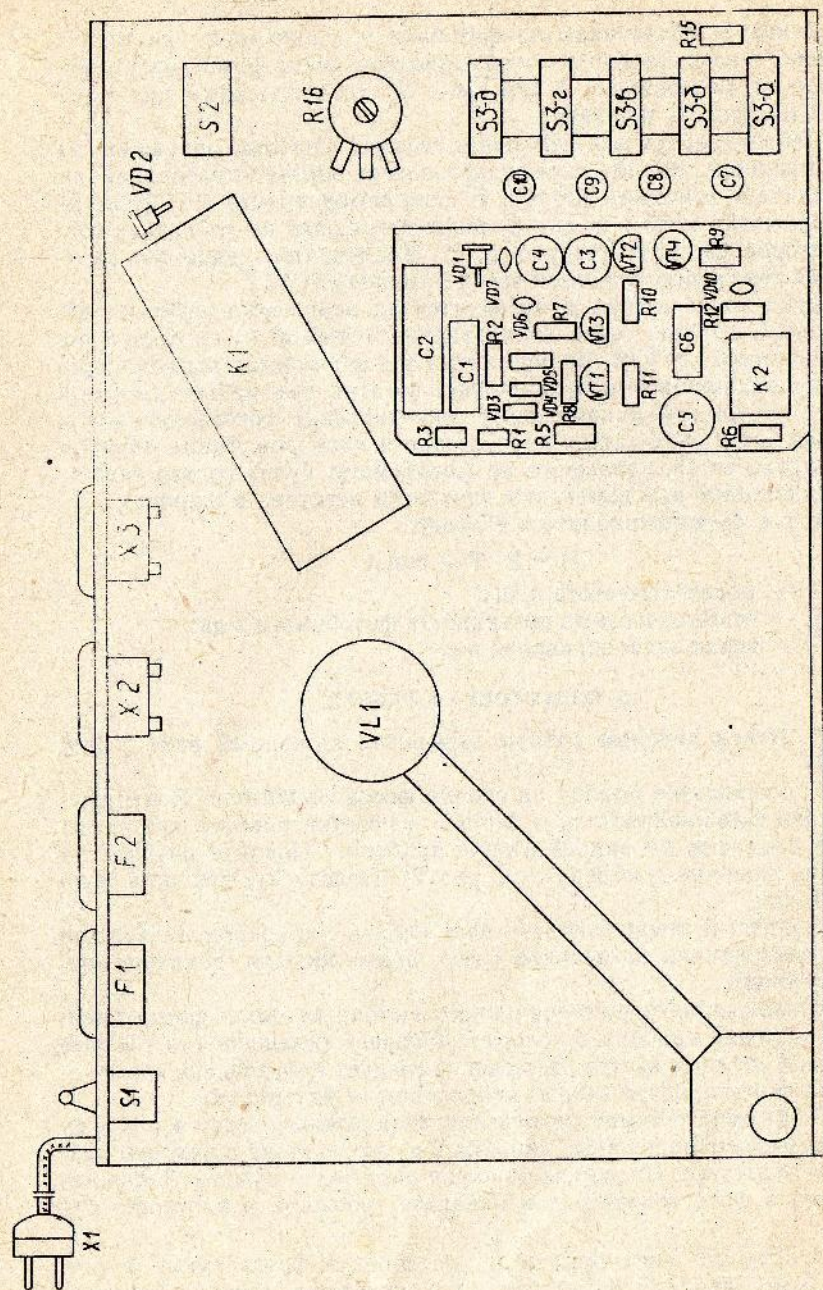 X1
S1
F1
F2
X2
X3
K1
VL1
VD2
S2
R16
S3-д
S3-г
S3-в
S3-д
S3-а
R15
C10
C9
C8
C7
C2
C1
R3
R2
VD3
R1
VD4
VD5
VD6
VD7
VD1
C4
C3
R5
R8
R7
VT1
VT3
VT2
VT4
R11
R10
R9
C5
C6
R12
VD10
R6
K2